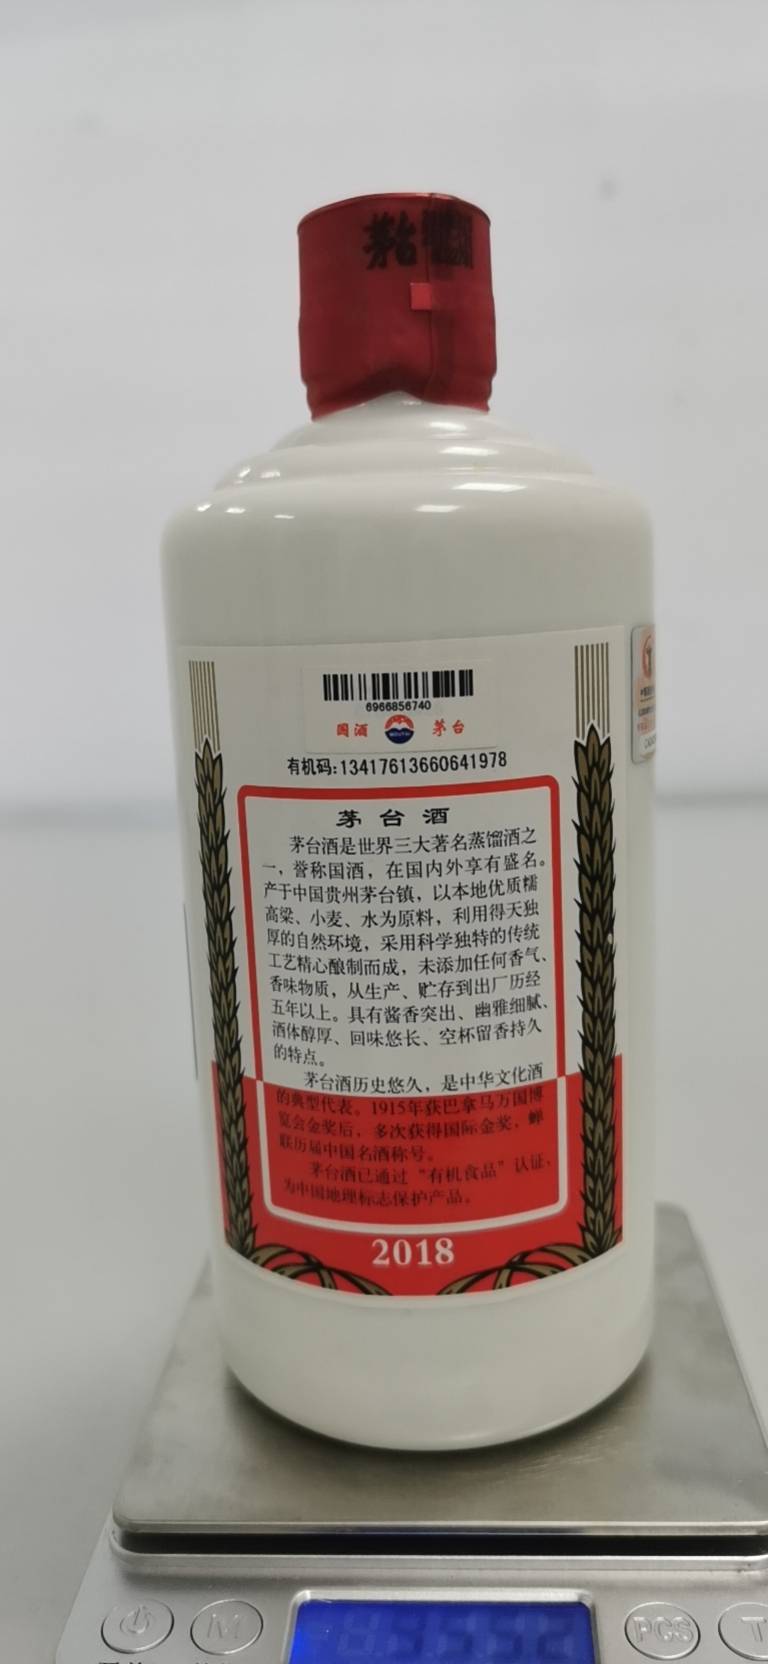 茅台
6966856740
国酒 MOUTAI 茅台
有机码:13417613660641978
茅台酒
茅台酒是世界三大著名蒸馏酒之
一，誉称国酒，在国内外享有盛名。
产于中国贵州茅台镇，以本地优质糯
高粱、小麦、水为原料，利用得天独
厚的自然环境，采用科学独特的传统
工艺精心酿制而成，未添加任何香气、
香味物质，从生产、贮存到出厂历经
五年以上。具有酱香突出、幽雅细腻、
酒体醇厚、回味悠长、空杯留香持久
的特点。
茅台酒历史悠久，是中华文化酒
的典型代表。1915年获巴拿马万国博
览会金奖后，多次获得国际金奖，蝉
联历届中国名酒称号。
茅台酒已通过“有机食品”认证，
为中国地理标志保护产品。
2018
M
PCS
T